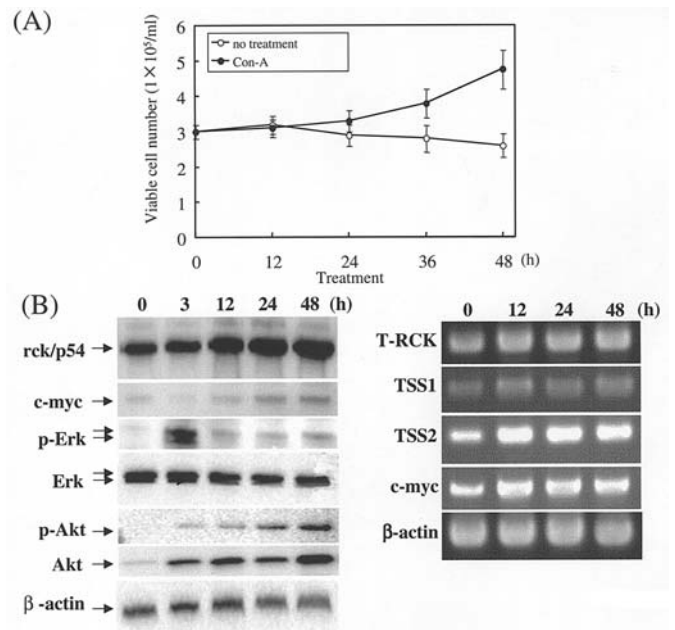 (A)
Viable cell number (1×10⁵/ml)
6
5
4
3
2
1
0
no treatment
Con-A
0 12 24 36 48 (h)
Treatment
(B)
0 3 12 24 48 (h)
rck/p54
c-myc
p-Erk
Erk
p-Akt
Akt
β-actin
0 12 24 48 (h)
T-RCK
TSS1
TSS2
c-myc
β-actin